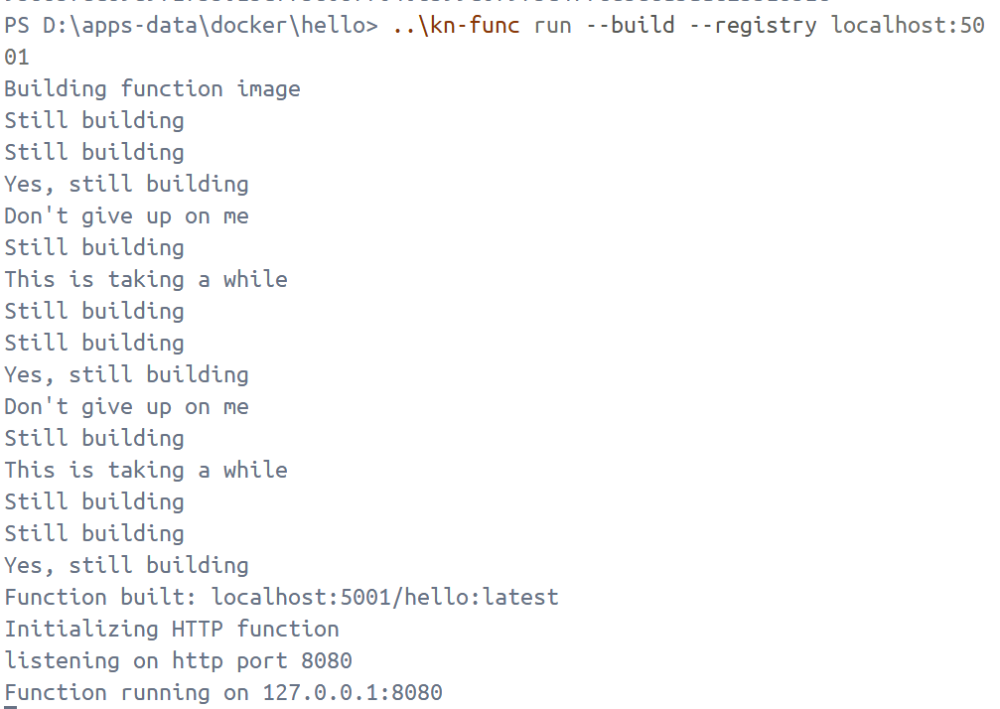 PS D:\apps-data\docker\hello> ..\kn-func run --build --registry localhost:50
01
Building function image
Still building
Still building
Yes, still building
Don't give up on me
Still building
This is taking a while
Still building
Still building
Yes, still building
Don't give up on me
Still building
This is taking a while
Still building
Still building
Yes, still building
Function built: localhost:5001/hello:latest
Initializing HTTP function
listening on http port 8080
Function running on 127.0.0.1:8080